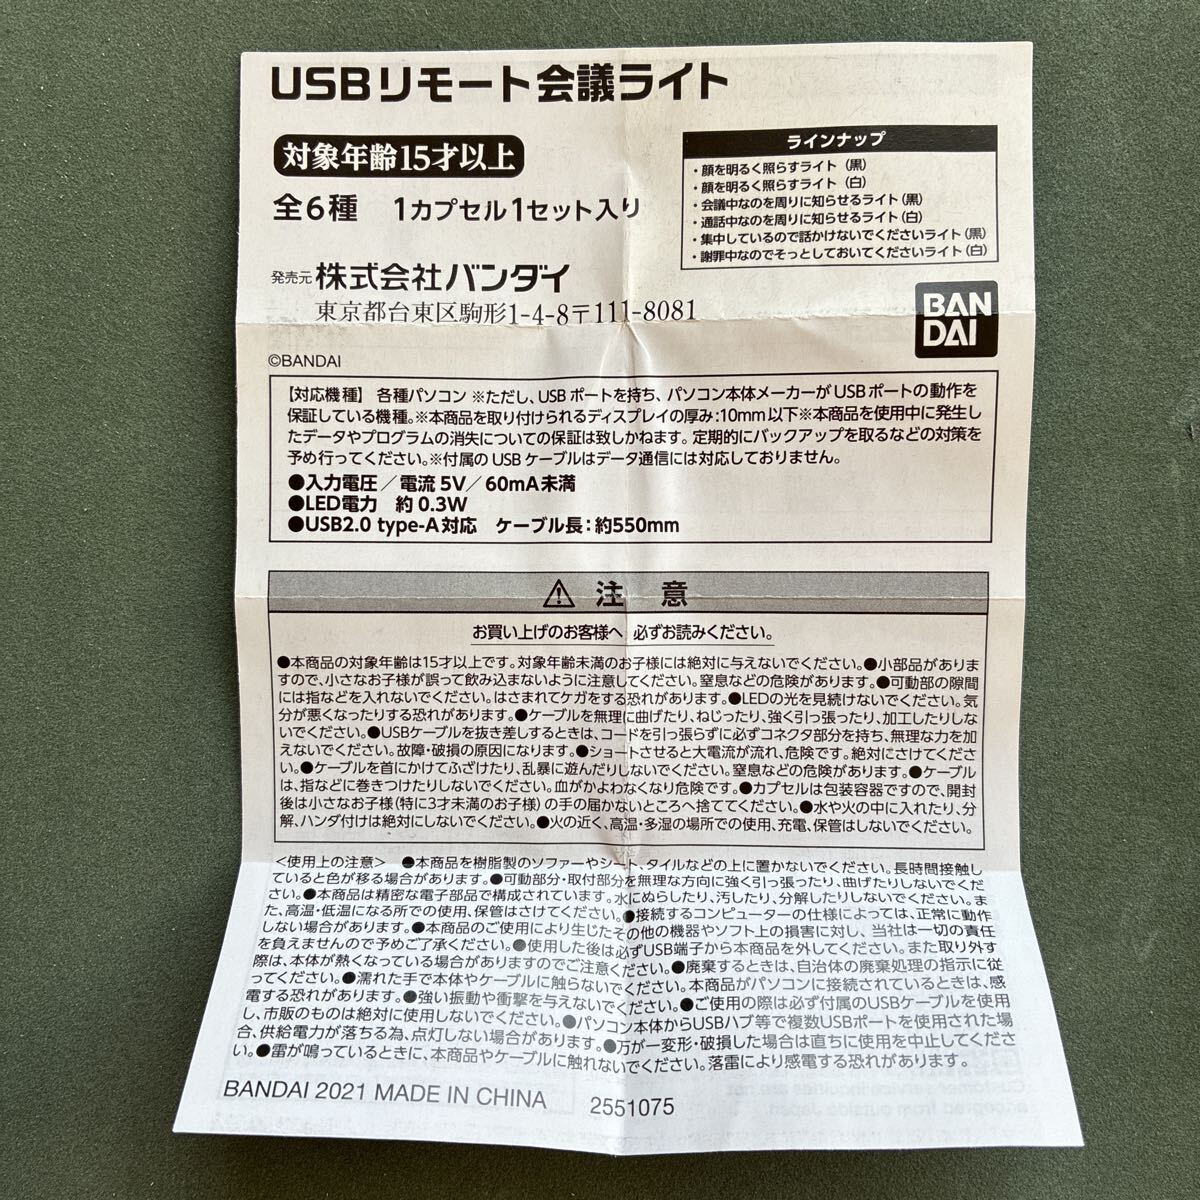 USBリモート会議ライト
対象年齢15才以上
全6種　1カプセル1セット入り
ラインナップ
・顔を明るく照らすライト（黒）
・顔を明るく照らすライト（白）
・会議中なのを周りに知らせるライト（黒）
・通話中なのを周りに知らせるライト（白）
・集中しているので話かけないでくださいライト（黒）
・謝罪中なのでそっとしておいてくださいライト（白）
発売元 株式会社バンダイ
東京都台東区駒形1-4-8〒111-8081
BAN
DAI
©BANDAI
【対応機種】 各種パソコン ※ただし、USBポートを持ち、パソコン本体メーカーがUSBポートの動作を
保証している機種。※本商品を取り付けられるディスプレイの厚み:10mm以下※本商品を使用中に発生し
たデータやプログラムの消失についての保証は致しかねます。定期的にバックアップを取るなどの対策を
予め行ってください。※付属のUSBケーブルはデータ通信には対応しておりません。
●入力電圧／電流 5V／60mA未満
●LED電力　約0.3W
●USB2.0 type-A対応　ケーブル長：約550mm
⚠ 注　意
お買い上げのお客様へ 必ずお読みください。
●本商品の対象年齢は15才以上です。対象年齢未満のお子様には絶対に与えないでください。●小部品がありま
すので、小さなお子様が誤って飲み込まないように注意してください。窒息などの危険があります。●可動部の隙間
には指などを入れないでください。はさまれてケガをする恐れがあります。●LEDの光を見続けないでください。気
分が悪くなったりする恐れがあります。●ケーブルを無理に曲げたり、ねじったり、強く引っ張ったり、加工したりしな
いでください。●USBケーブルを抜き差しするときは、コードを引っ張らずに必ずコネクタ部分を持ち、無理な力を加
えないでください。故障・破損の原因になります。●ショートさせると大電流が流れ、危険です。絶対にさけてくださ
い。●ケーブルを首にかけてふざけたり、乱暴に遊んだりしないでください。窒息などの危険があります。●ケーブル
は、指などに巻きつけたりしないでください。血がかよわなくなり危険です。●カプセルは包装容器ですので、開封
後は小さなお子様（特に3才未満のお子様）の手の届かないところへ捨ててください。●水や火の中に入れたり、分
解、ハンダ付けは絶対にしないでください。●火の近く、高温・多湿の場所での使用、充電、保管はしないでください。
＜使用上の注意＞　●本商品を樹脂製のソファーやシート、タイルなどの上に置かないでください。長時間接触し
ていると色が移る場合があります。●可動部分・取付部分を無理な方向に強く引っ張ったり、曲げたりしないでくだ
さい。●本商品は精密な電子部品で構成されています。水にぬらしたり、汚したり、分解したりしないでください。ま
た、高温・低温になる所での使用、保管はさけてください。●接続するコンピューターの仕様によっては、正常に動作
しない場合があります。●本商品のご使用により生じたその他の機器やソフト上の損害に対し、当社は一切の責任
を負えませんので予めご了承ください。●使用した後は必ずUSB端子から本商品を外してください。また取り外す
際は、本体が熱くなっている場合がありますのでご注意ください。●廃棄するときは、自治体の廃棄処理の指示に従
ってください。●濡れた手で本体やケーブルに触らないでください。本商品がパソコンに接続されているときは、感
電する恐れがあります。●強い振動や衝撃を与えないでください。●ご使用の際は必ず付属のUSBケーブルを使用
し、市販のものは絶対に使用しないでください。●パソコン本体からUSBハブ等で複数USBポートを使用された場
合、供給電力が落ちる為、点灯しない場合があります。●万が一変形・破損した場合は直ちに使用を中止してくださ
い。●雷が鳴っているときに、本商品やケーブルに触れないでください。落雷により感電する恐れがあります。
BANDAI 2021 MADE IN CHINA　2551075